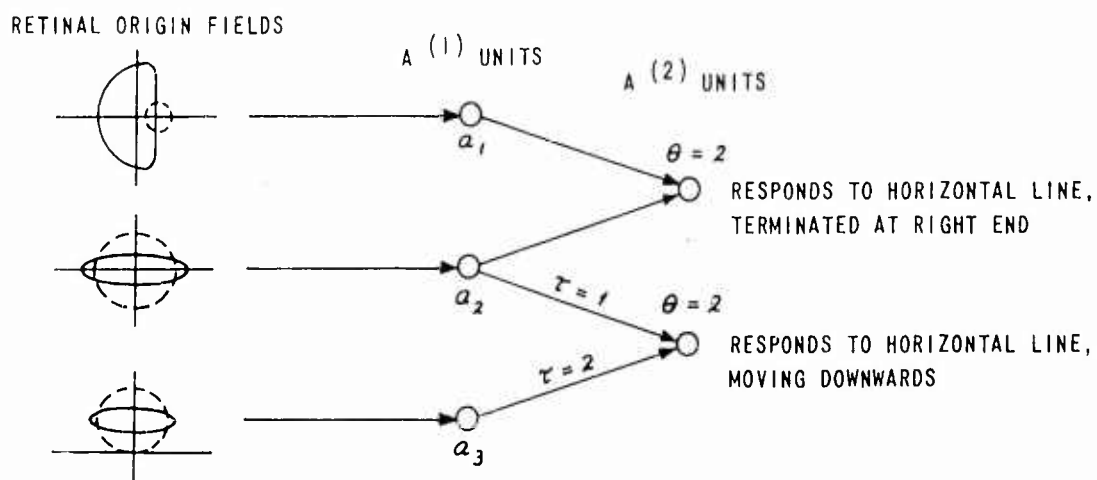 RETINAL ORIGIN FIELDS
A (1) UNITS
A (2) UNITS
a1
θ = 2
RESPONDS TO HORIZONTAL LINE,
TERMINATED AT RIGHT END
a2
τ = 1
θ = 2
RESPONDS TO HORIZONTAL LINE,
MOVING DOWNWARDS
τ = 2
a3